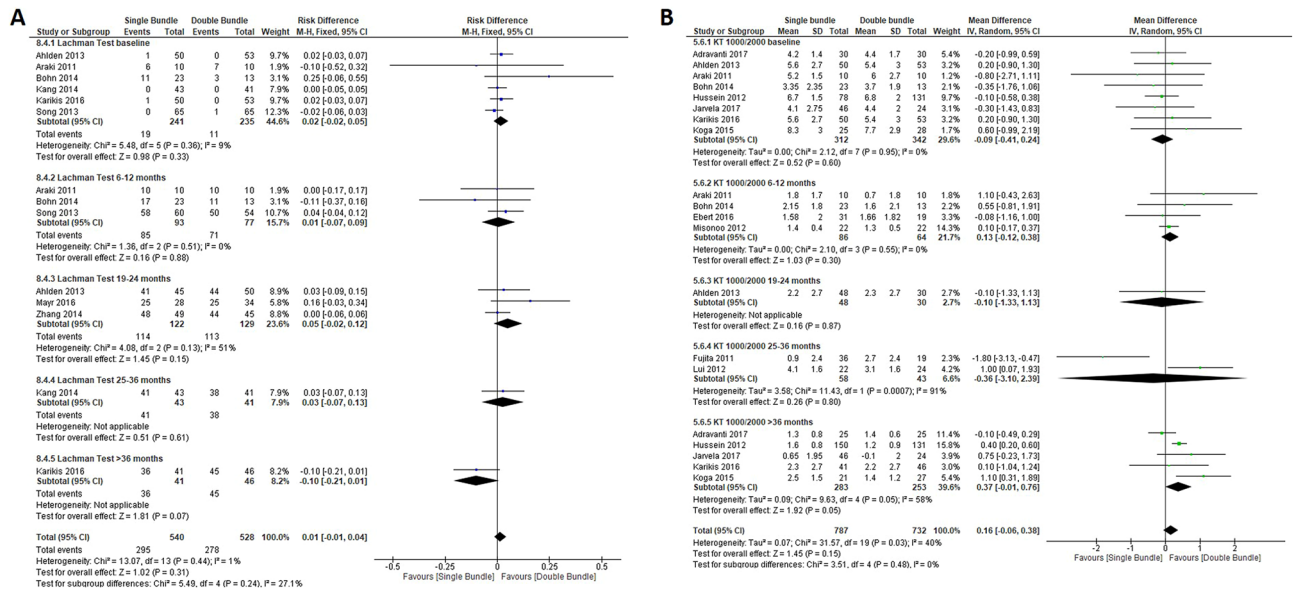 A
Single Bundle Double Bundle Risk Difference Risk Difference
Study or Subgroup Events Total Events Total Weight M-H, Fixed, 95% CI M-H, Fixed, 95% CI
8.4.1 Lachman Test baseline
Ahlden 2013 1 50 0 53 9.7% 0.02 [-0.03, 0.07]
Araki 2011 6 10 7 10 1.9% -0.10 [-0.52, 0.32]
Bohn 2014 11 23 3 13 3.1% 0.25 [-0.06, 0.55]
Kang 2014 0 43 0 41 7.9% 0.00 [-0.05, 0.05]
Karikis 2016 1 50 0 53 9.7% 0.02 [-0.03, 0.07]
Song 2013 0 65 1 65 12.2% -0.02 [-0.06, 0.03]
Subtotal (95% CI) 241 235 44.6% 0.02 [-0.02, 0.05]
Total events 19 11
Heterogeneity: Chi² = 5.48, df = 5 (P = 0.36); I² = 9%
Test for overall effect: Z = 0.98 (P = 0.33)
8.4.2 Lachman Test 6-12 months
Araki 2011 10 10 10 10 1.9% 0.00 [-0.17, 0.17]
Bohn 2014 17 23 11 13 3.1% -0.11 [-0.37, 0.16]
Song 2013 58 60 50 54 10.7% 0.04 [-0.04, 0.12]
Subtotal (95% CI) 93 77 15.7% 0.01 [-0.07, 0.09]
Total events 85 71
Heterogeneity: Chi² = 1.36, df = 2 (P = 0.51); I² = 0%
Test for overall effect: Z = 0.16 (P = 0.88)
8.4.3 Lachman Test 19-24 months
Ahlden 2013 41 45 44 50 8.9% 0.03 [-0.09, 0.15]
Mayr 2016 25 28 25 34 5.8% 0.16 [-0.03, 0.34]
Zhang 2014 48 49 44 45 8.8% 0.00 [-0.06, 0.06]
Subtotal (95% CI) 122 129 23.6% 0.05 [-0.02, 0.12]
Total events 114 113
Heterogeneity: Chi² = 4.08, df = 2 (P = 0.13); I² = 51%
Test for overall effect: Z = 1.45 (P = 0.15)
8.4.4 Lachman Test 25-36 months
Kang 2014 41 43 38 41 7.9% 0.03 [-0.07, 0.13]
Subtotal (95% CI) 43 41 7.9% 0.03 [-0.07, 0.13]
Total events 41 38
Heterogeneity: Not applicable
Test for overall effect: Z = 0.51 (P = 0.61)
8.4.5 Lachman Test >36 months
Karikis 2016 36 41 45 46 8.2% -0.10 [-0.21, 0.01]
Subtotal (95% CI) 41 46 8.2% -0.10 [-0.21, 0.01]
Total events 36 45
Heterogeneity: Not applicable
Test for overall effect: Z = 1.81 (P = 0.07)
Total (95% CI) 540 528 100.0% 0.01 [-0.01, 0.04]
Total events 295 278
Heterogeneity: Chi² = 13.07, df = 13 (P = 0.44); I² = 1%
Test for overall effect: Z = 1.02 (P = 0.31)
Test for subgroup differences: Chi² = 5.49, df = 4 (P = 0.24), I² = 27.1%
-0.5 -0.25 0 0.25 0.5
Favours [Single Bundle] Favours [Double Bundle]
B
Single bundle Double bundle Mean Difference Mean Difference
Study or Subgroup Mean SD Total Mean SD Total Weight IV, Random, 95% CI IV, Random, 95% CI
5.6.1 KT 1000/2000 baseline
Adravanti 2017 4.2 1.4 30 4.4 1.7 30 5.4% -0.20 [-0.99, 0.59]
Ahlden 2013 5.6 2.7 50 5.4 3 53 3.2% 0.20 [-0.90, 1.30]
Araki 2011 5.2 1.5 10 6 2.7 10 1.2% -0.80 [-2.71, 1.11]
Bohn 2014 3.35 2.35 23 3.7 1.9 13 2.1% -0.35 [-1.76, 1.06]
Hussein 2012 6.7 1.5 78 6.8 2 131 9.3% -0.10 [-0.58, 0.38]
Jarvela 2017 4.1 2.75 46 4.4 2 24 3.1% -0.30 [-1.43, 0.83]
Karikis 2016 5.6 2.7 50 5.4 3 53 3.2% 0.20 [-0.90, 1.30]
Koga 2015 8.3 3 25 7.7 2.9 28 1.7% 0.60 [-0.99, 2.19]
Subtotal (95% CI) 312 342 29.6% -0.09 [-0.41, 0.24]
Heterogeneity: Tau² = 0.00; Chi² = 2.12, df = 7 (P = 0.95); I² = 0%
Test for overall effect: Z = 0.52 (P = 0.60)
5.6.2 KT 1000/2000 6-12 months
Araki 2011 1.8 1.7 10 0.7 1.8 10 1.9% 1.10 [-0.43, 2.63]
Bohn 2014 2.15 1.8 23 1.6 2.1 13 2.2% 0.55 [-0.81, 1.91]
Ebert 2016 1.58 2 31 1.66 1.82 19 3.3% -0.08 [-1.16, 1.00]
Misonoo 2012 1.4 0.4 22 1.3 0.5 22 14.3% 0.10 [-0.17, 0.37]
Subtotal (95% CI) 86 64 21.7% 0.13 [-0.12, 0.38]
Heterogeneity: Tau² = 0.00; Chi² = 2.10, df = 3 (P = 0.55); I² = 0%
Test for overall effect: Z = 1.03 (P = 0.30)
5.6.3 KT 1000/2000 19-24 months
Ahlden 2013 2.2 2.7 48 2.3 2.7 30 2.7% -0.10 [-1.33, 1.13]
Subtotal (95% CI) 48 30 2.7% -0.10 [-1.33, 1.13]
Heterogeneity: Not applicable
Test for overall effect: Z = 0.16 (P = 0.87)
5.6.4 KT 1000/2000 25-36 months
Fujita 2011 0.9 2.4 36 2.7 2.4 19 2.3% -1.80 [-3.13, -0.47]
Lui 2012 4.1 1.6 22 3.1 1.6 24 4.3% 1.00 [0.07, 1.93]
Subtotal (95% CI) 58 43 6.6% -0.36 [-3.10, 2.39]
Heterogeneity: Tau² = 3.58; Chi² = 11.43, df = 1 (P = 0.0007); I² = 91%
Test for overall effect: Z = 0.26 (P = 0.80)
5.6.5 KT 1000/2000 >36 months
Adravanti 2017 1.3 0.8 25 1.4 0.6 25 11.4% -0.10 [-0.49, 0.29]
Hussein 2012 1.6 0.8 150 1.2 0.9 131 15.8% 0.40 [0.20, 0.60]
Jarvela 2017 0.65 1.95 46 -0.1 2 24 3.9% 0.75 [-0.23, 1.73]
Karikis 2016 2.3 2.7 41 2.2 2.7 46 3.1% 0.10 [-1.04, 1.24]
Koga 2015 2.5 1.5 21 1.4 1.2 27 5.4% 1.10 [0.31, 1.89]
Subtotal (95% CI) 283 253 39.6% 0.37 [-0.01, 0.76]
Heterogeneity: Tau² = 0.09; Chi² = 9.63, df = 4 (P = 0.05); I² = 58%
Test for overall effect: Z = 1.92 (P = 0.05)
Total (95% CI) 787 732 100.0% 0.16 [-0.06, 0.38]
Heterogeneity: Tau² = 0.07; Chi² = 31.57, df = 19 (P = 0.03); I² = 40%
Test for overall effect: Z = 1.45 (P = 0.15)
Test for subgroup differences: Chi² = 3.51, df = 4 (P = 0.48), I² = 0%
-2 -1 0 1 2
Favours [Single Bundle] Favours [Double Bundle]